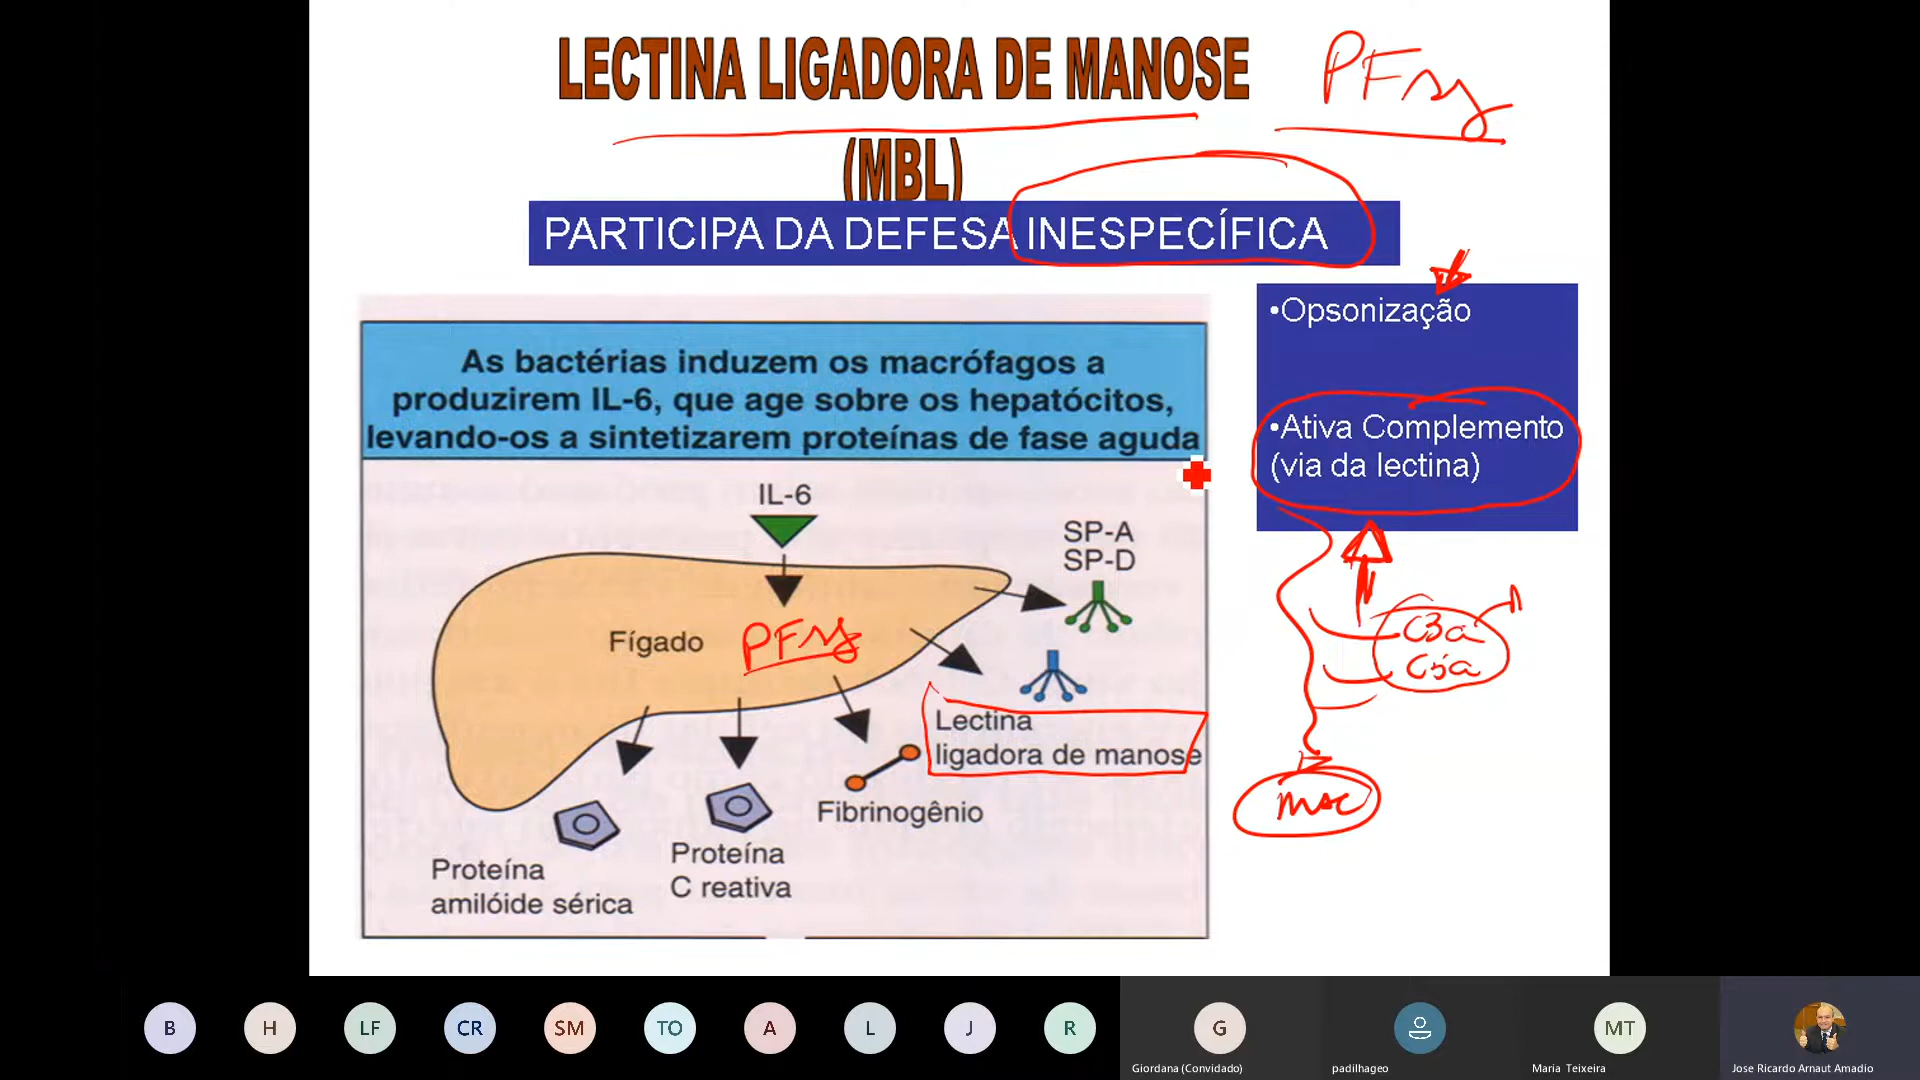 LECTINA LIGADORA DE MANOSE
(MBL)
PARTICIPA DA DEFESA INESPECÍFICA
•Opsonização
•Ativa Complemento
(via da lectina)
As bactérias induzem os macrófagos a
produzirem IL-6, que age sobre os hepatócitos,
levando-os a sintetizarem proteínas de fase aguda
IL-6
SP-A
SP-D
Fígado
Lectina
ligadora de manose
Fibrinogênio
Proteína
C reativa
Proteína
amilóide sérica
C3a
C5a
B
H
LF
CR
SM
TO
A
L
J
R
G
MT
Giordana (Convidado)
padilhageo
Maria Teixeira
Jose Ricardo Arnaut Amadio